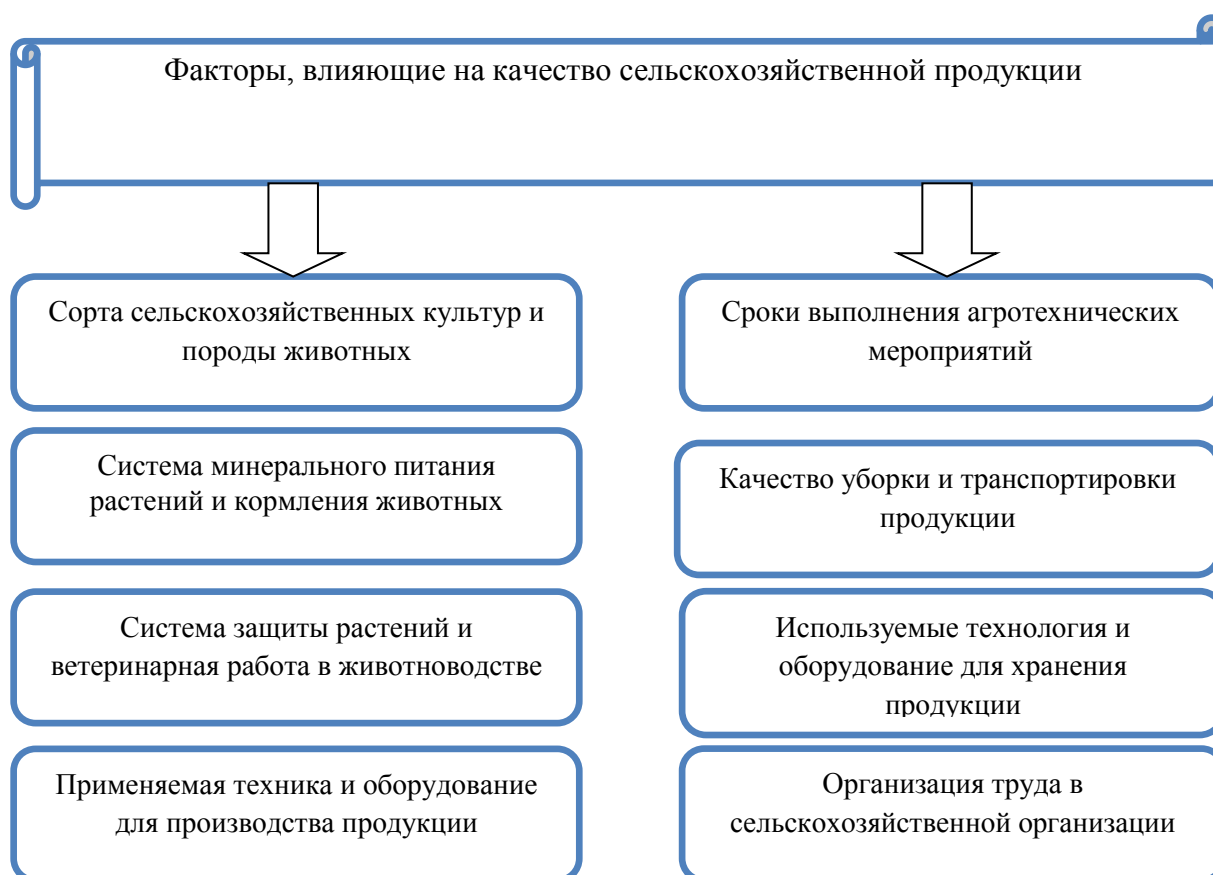 Факторы, влияющие на качество сельскохозяйственной продукции
Сорта сельскохозяйственных культур и
породы животных
Система минерального питания
растений и кормления животных
Система защиты растений и
ветеринарная работа в животноводстве
Применяемая техника и оборудование
для производства продукции
Сроки выполнения агротехнических
мероприятий
Качество уборки и транспортировки
продукции
Используемые технология и
оборудование для хранения
продукции
Организация труда в
сельскохозяйственной организации